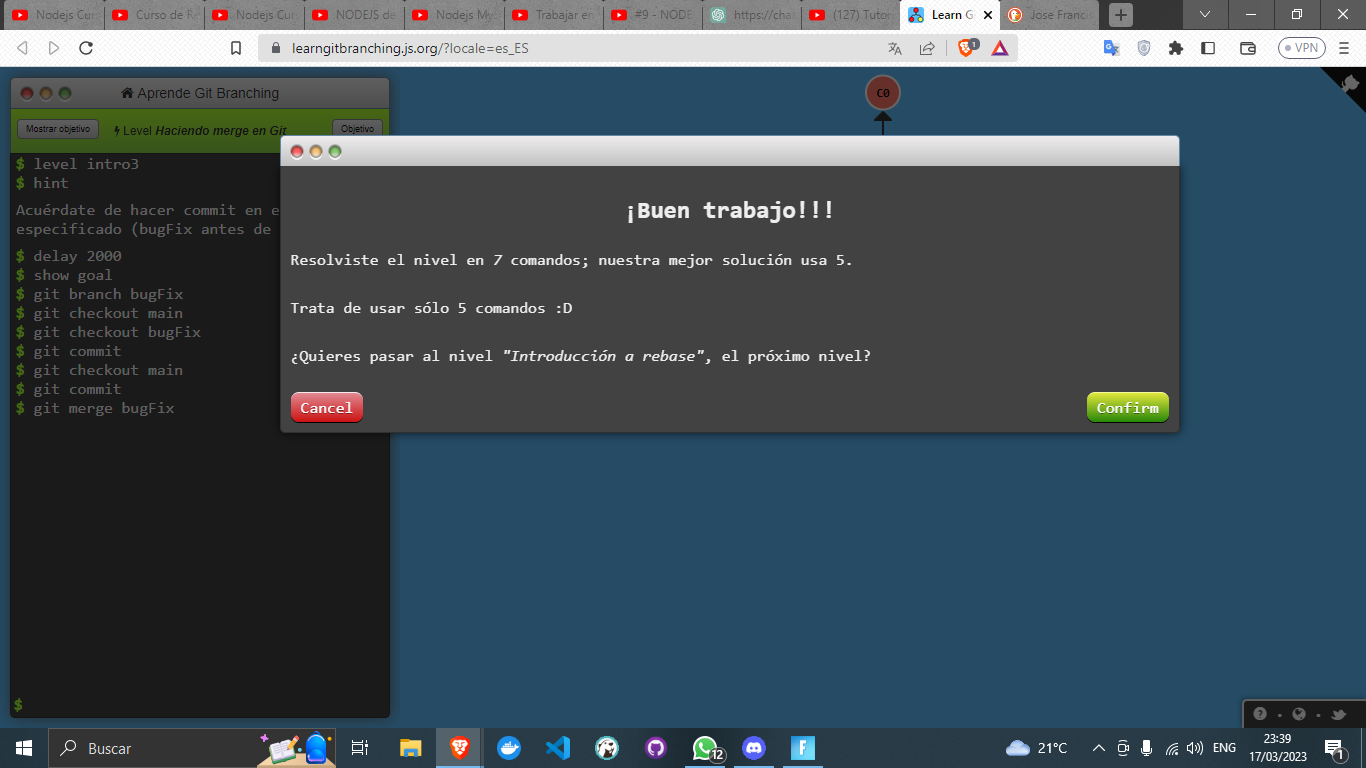 Nodejs Cur
Curso de Re
Nodejs Cur
NODEJS de
Nodejs My
Trabajar en
#9 - NODE
https://cha
(127) Tutor
Learn G
Jose Franci
learngitbranching.js.org/?locale=es_ES
1
VPN
Aprende Git Branching
Mostrar objetivo
Level Haciendo merge en Git
Objetivo
$ level intro3
$ hint
Acuérdate de hacer commit en e
especificado (bugFix antes de
$ delay 2000
$ show goal
$ git branch bugFix
$ git checkout main
$ git checkout bugFix
$ git commit
$ git checkout main
$ git commit
$ git merge bugFix
$
C0
¡Buen trabajo!!!
Resolviste el nivel en 7 comandos; nuestra mejor solución usa 5.
Trata de usar sólo 5 comandos :D
¿Quieres pasar al nivel "Introducción a rebase", el próximo nivel?
Cancel
Confirm
Buscar
12
F
21°C
ENG
23:39
17/03/2023
1